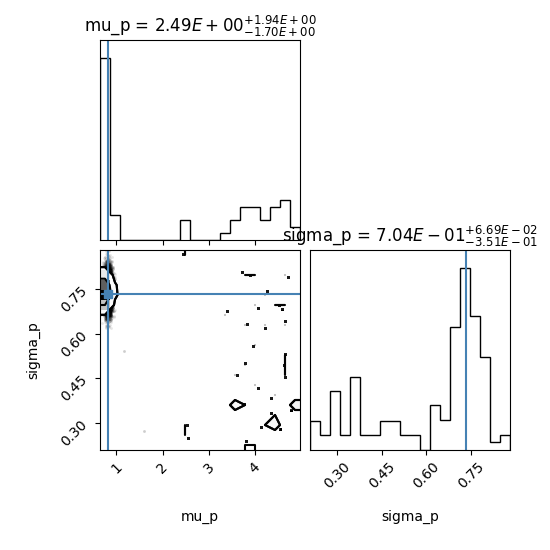 mu_p = 2.49E + 00+1.94E+00 −1.70E+00
sigma_p = 7.04E − 01+6.69E−02 −3.51E−01
0.75
0.60
0.45
0.30
sigma_p
1 2 3 4
mu_p
0.30 0.45 0.60 0.75
sigma_p